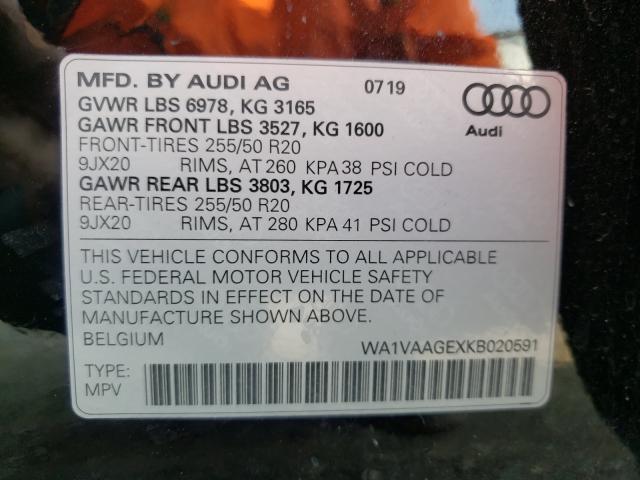 MFD. BY AUDI AG 07 19
GVWR LBS 6978, KG 3165
GAWR FRONT LBS 3527, KG 1600
FRONT-TIRES 255/50 R20
9JX20 RIMS, AT 260 KPA 38 PSI COLD
GAWR REAR LBS 3803, KG 1725
REAR-TIRES 255/50 R20
9JX20 RIMS, AT 280 KPA 41 PSI COLD
Audi
THIS VEHICLE CONFORMS TO ALL APPLICABLE
U.S. FEDERAL MOTOR VEHICLE SAFETY
STANDARDS IN EFFECT ON THE DATE OF
MANUFACTURE SHOWN ABOVE.
BELGIUM WA1VAAGEXKB020591
TYPE:
MPV